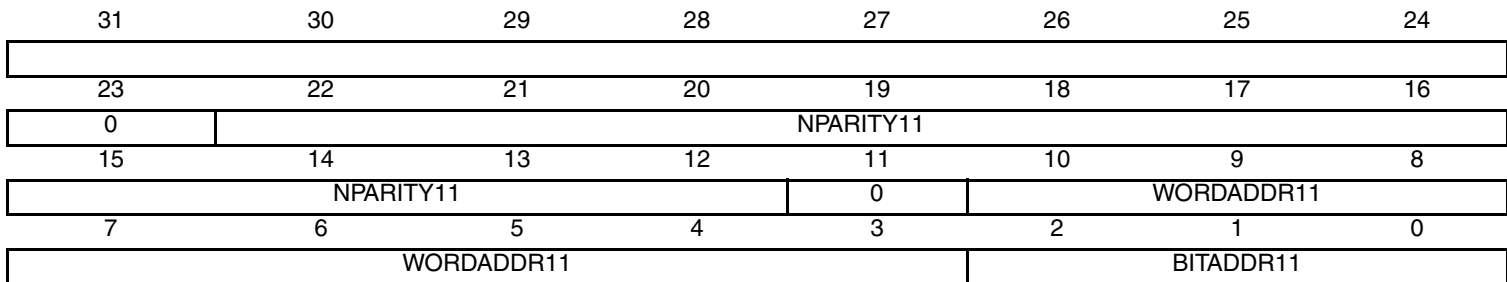 31 30 29 28 27 26 25 24
23 22 21 20 19 18 17 16
0 NPARITY11
15 14 13 12 11 10 9 8
NPARITY11 0 WORDADDR11
7 6 5 4 3 2 1 0
WORDADDR11 BITADDR11